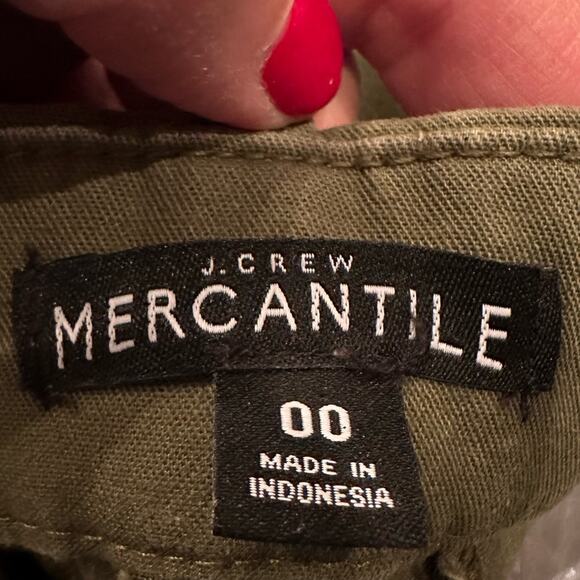 J.CREW
MERCANTILE
00
MADE IN
INDONESIA